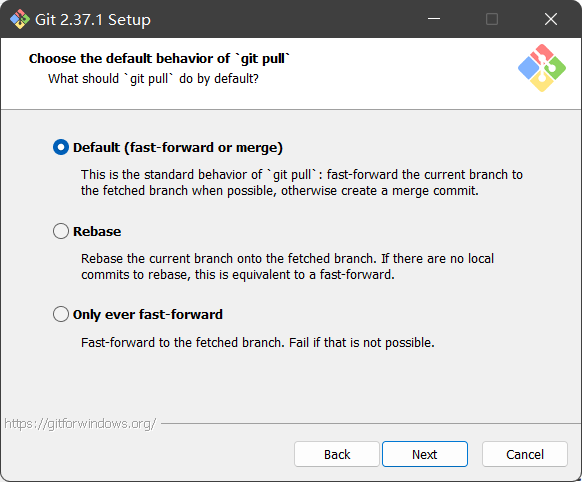 Git 2.37.1 Setup
Choose the default behavior of `git pull`
What should `git pull` do by default?
Default (fast-forward or merge)
This is the standard behavior of `git pull`: fast-forward the current branch to
the fetched branch when possible, otherwise create a merge commit.
Rebase
Rebase the current branch onto the fetched branch. If there are no local
commits to rebase, this is equivalent to a fast-forward.
Only ever fast-forward
Fast-forward to the fetched branch. Fail if that is not possible.
https://gitforwindows.org/
Back
Next
Cancel